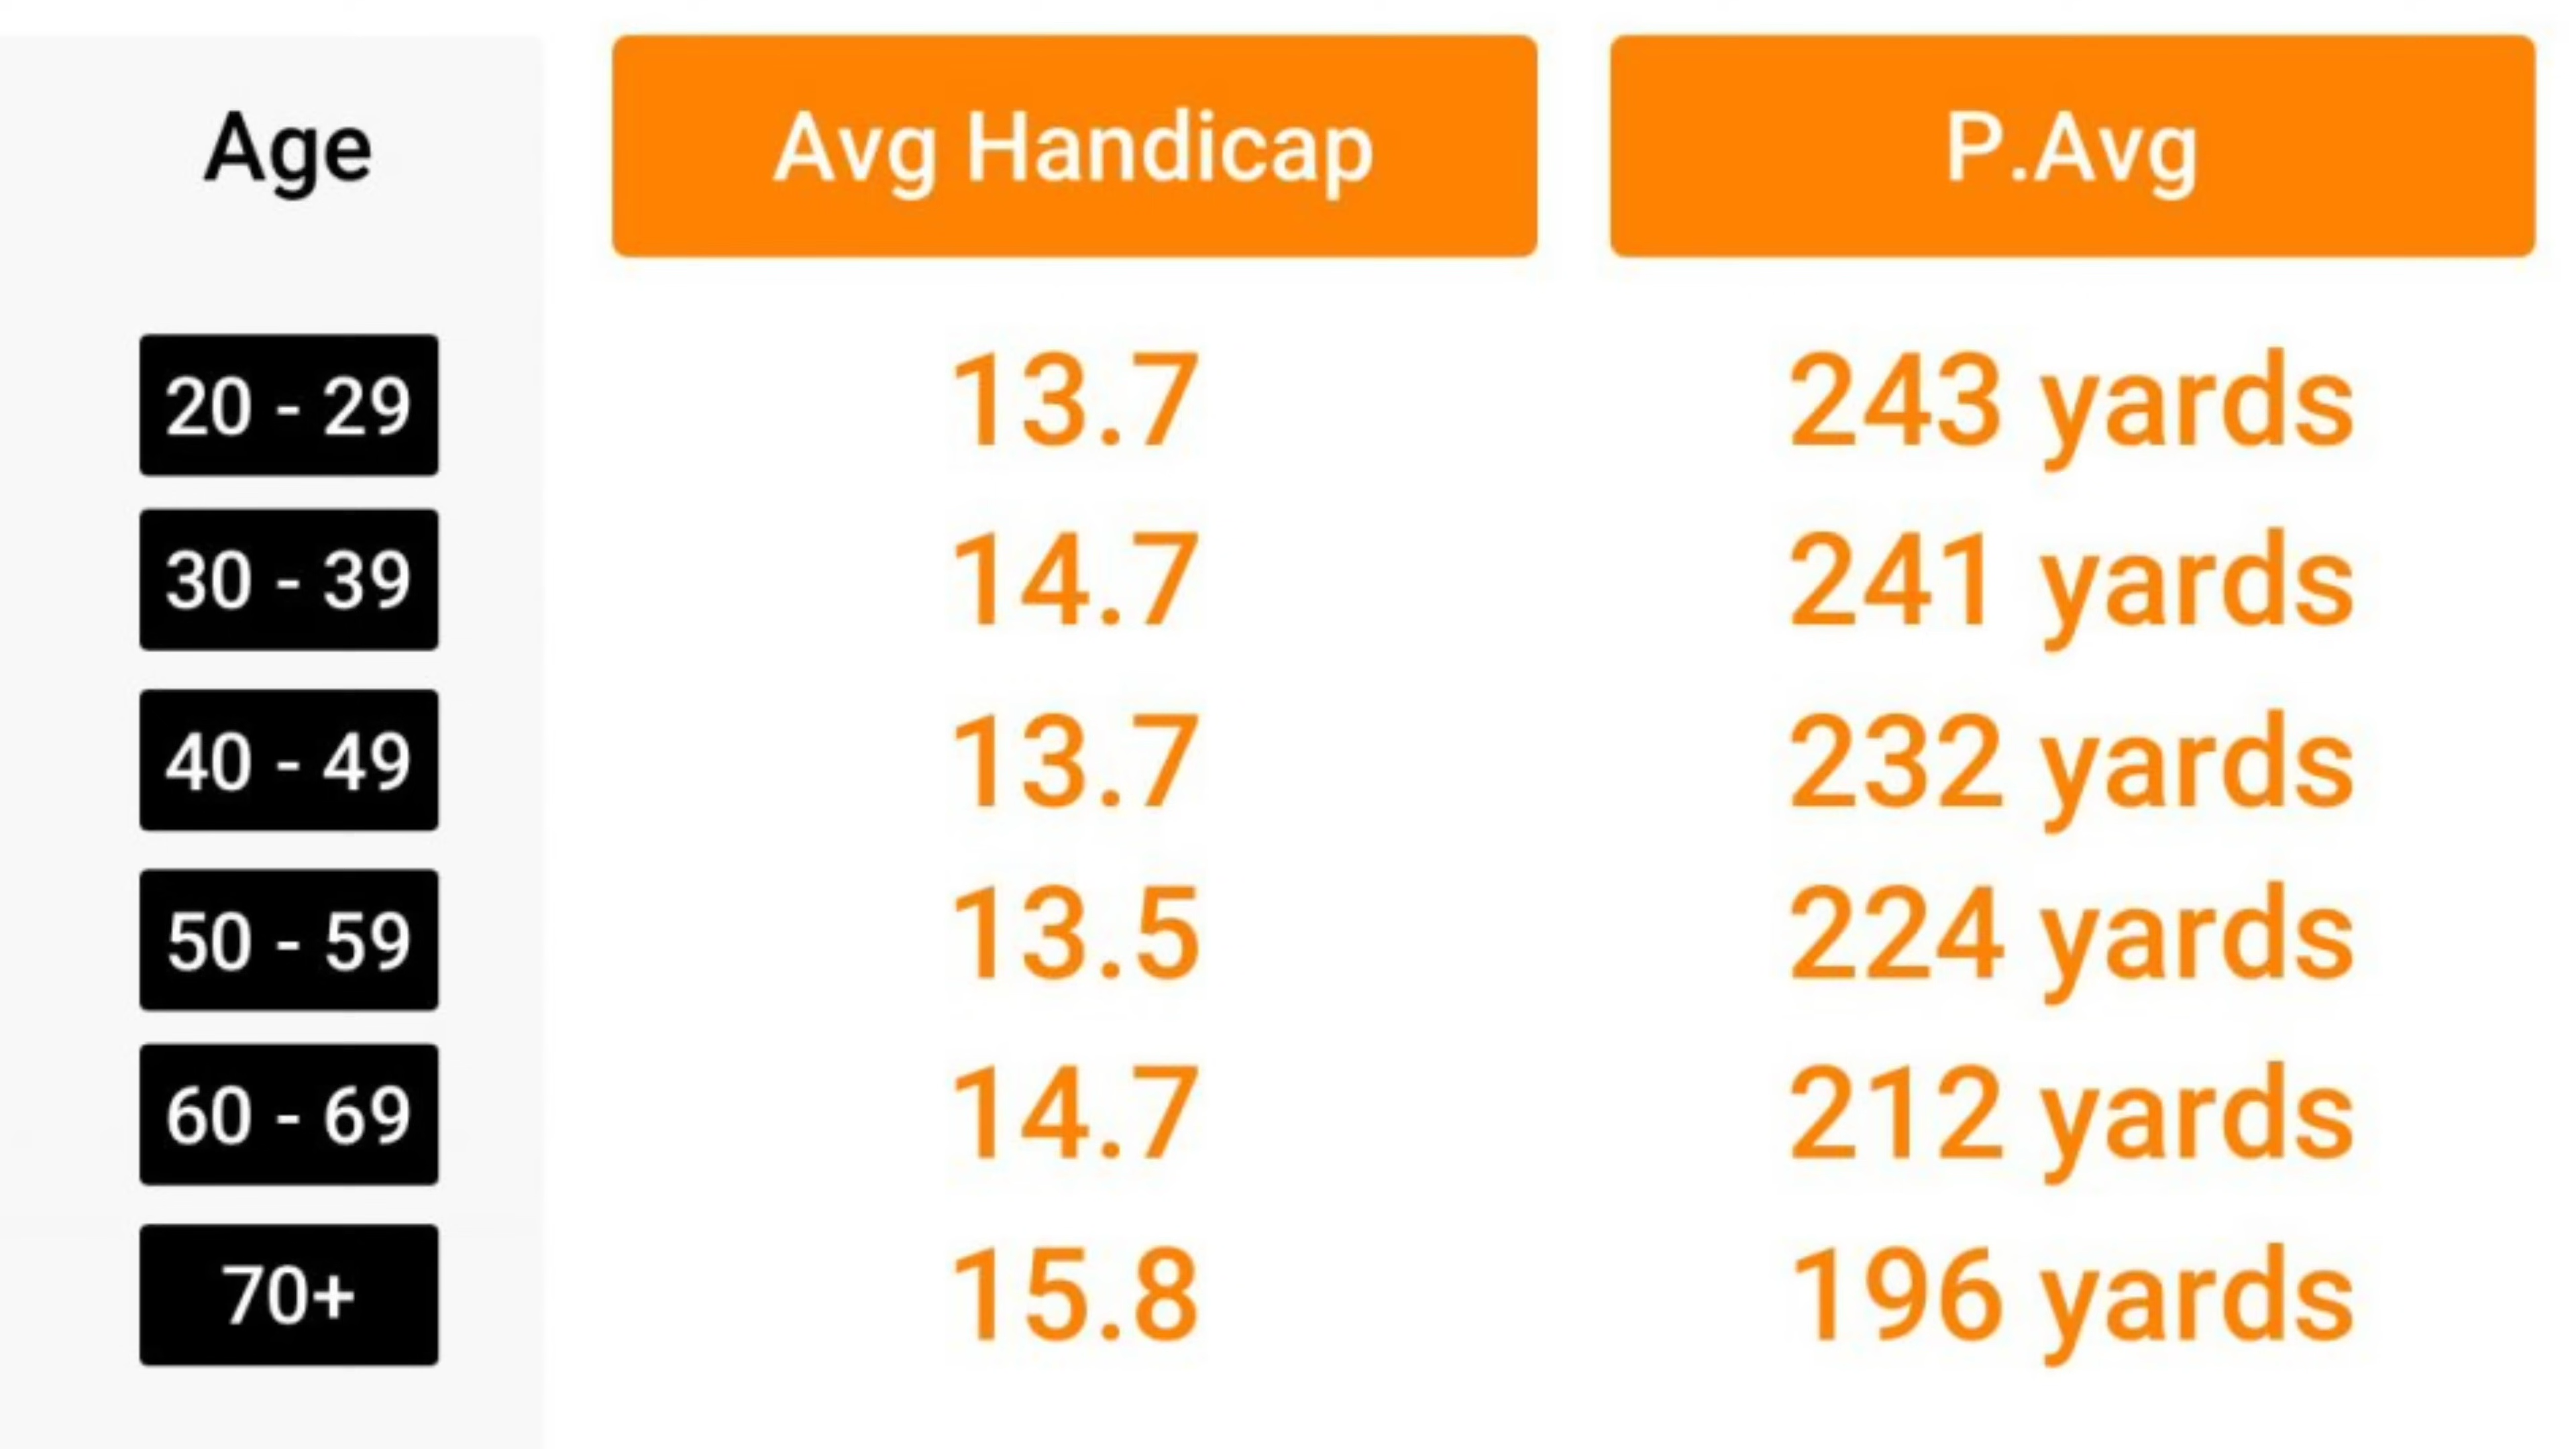 Age Avg Handicap P.Avg
20 - 29 13.7 243 yards
30 - 39 14.7 241 yards
40 - 49 13.7 232 yards
50 - 59 13.5 224 yards
60 - 69 14.7 212 yards
70+ 15.8 196 yards